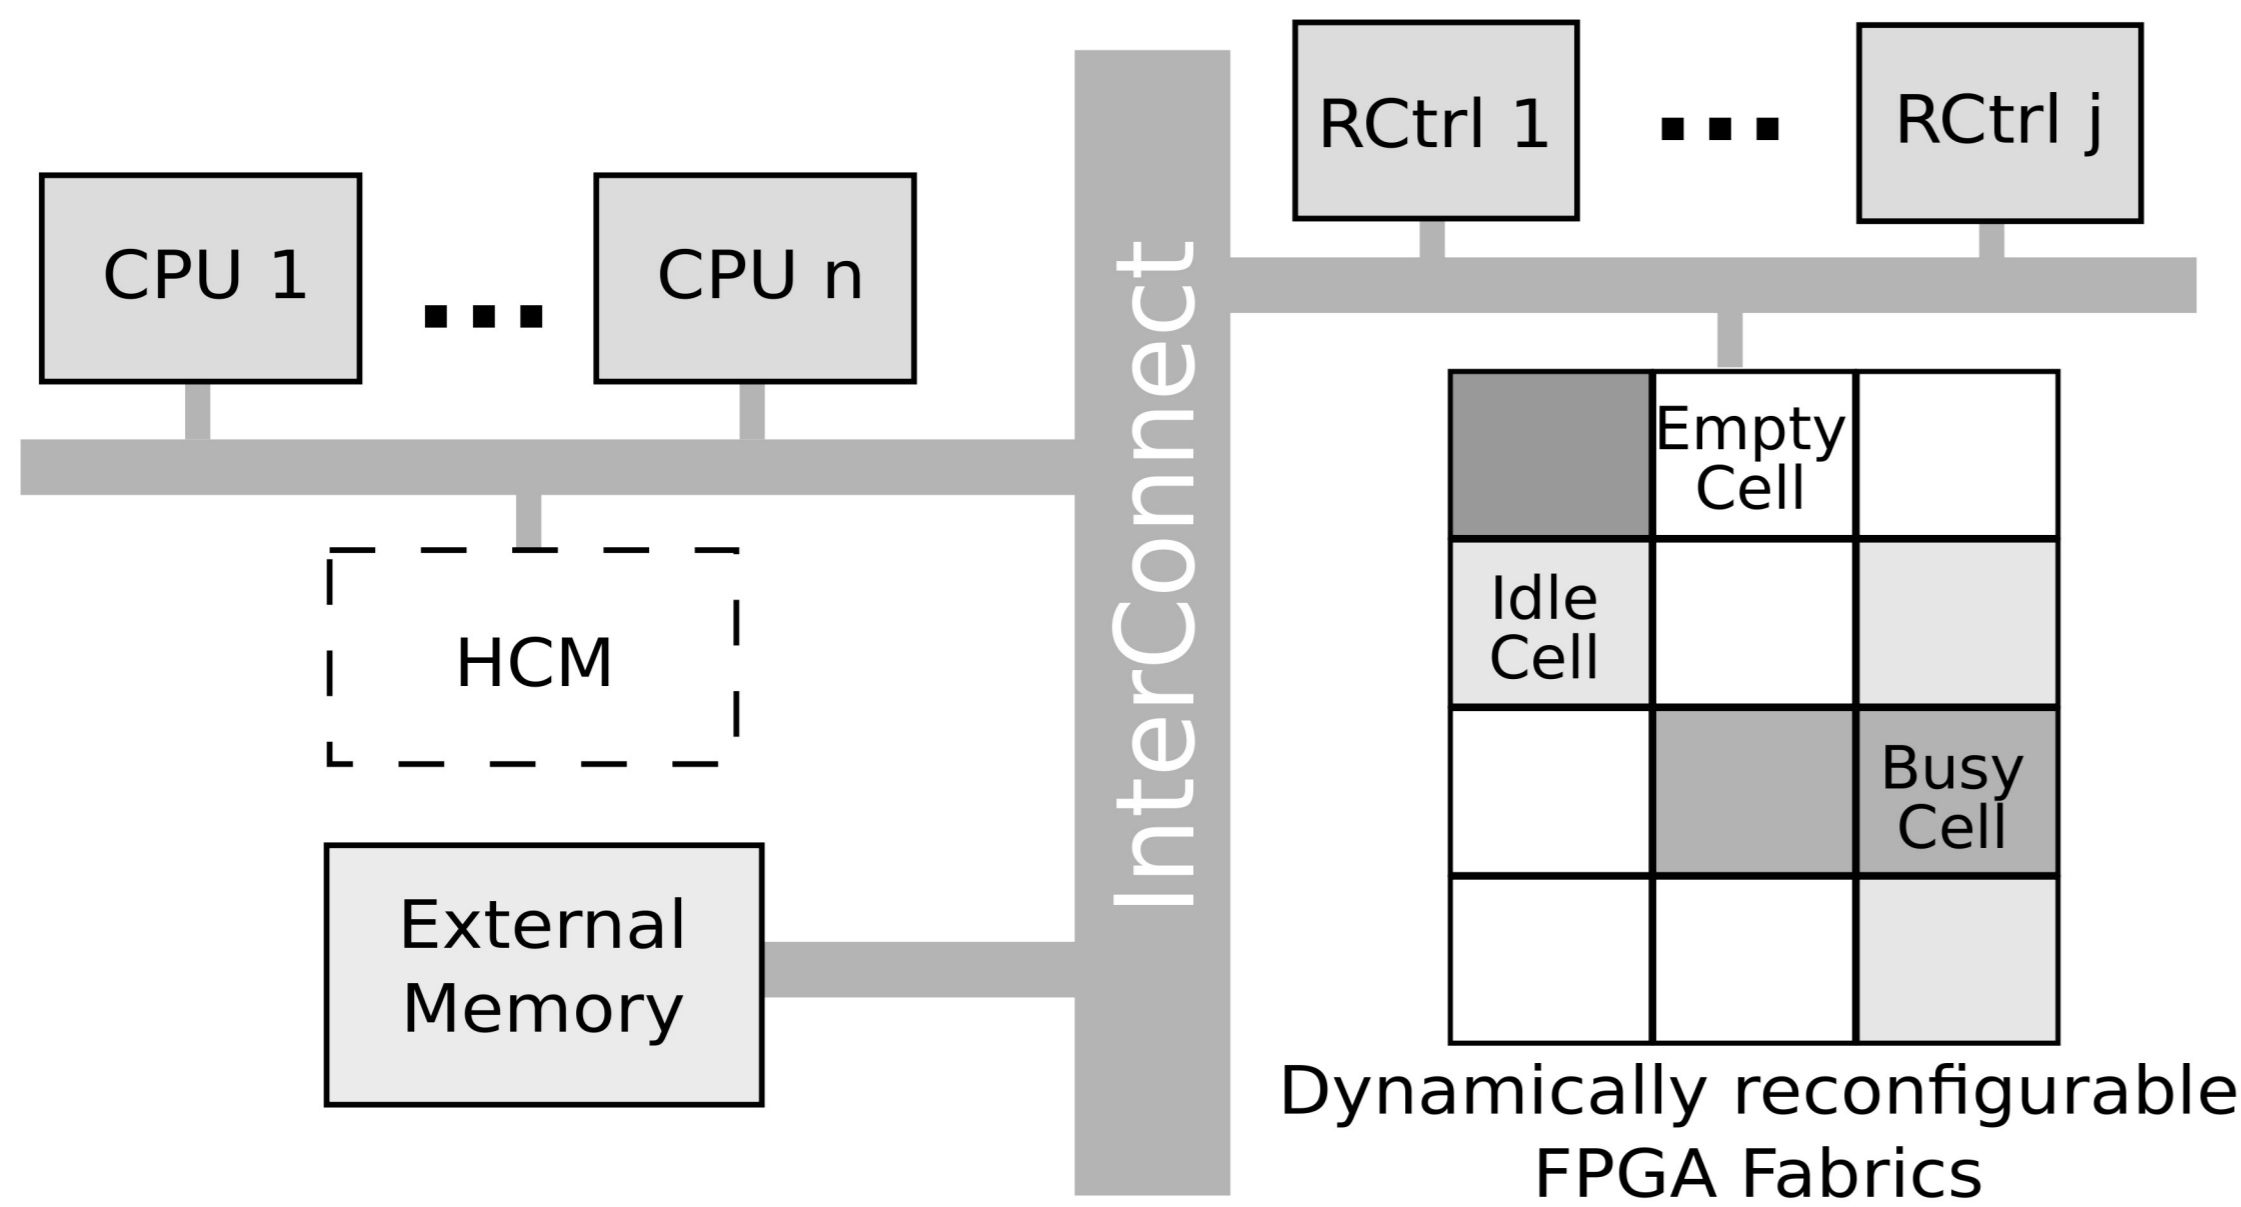 CPU 1
CPU n
HCM
External
Memory
InterConnect
RCtrl 1
RCtrl j
Empty
Cell
Idle
Cell
Busy
Cell
Dynamically reconfigurable
FPGA Fabrics